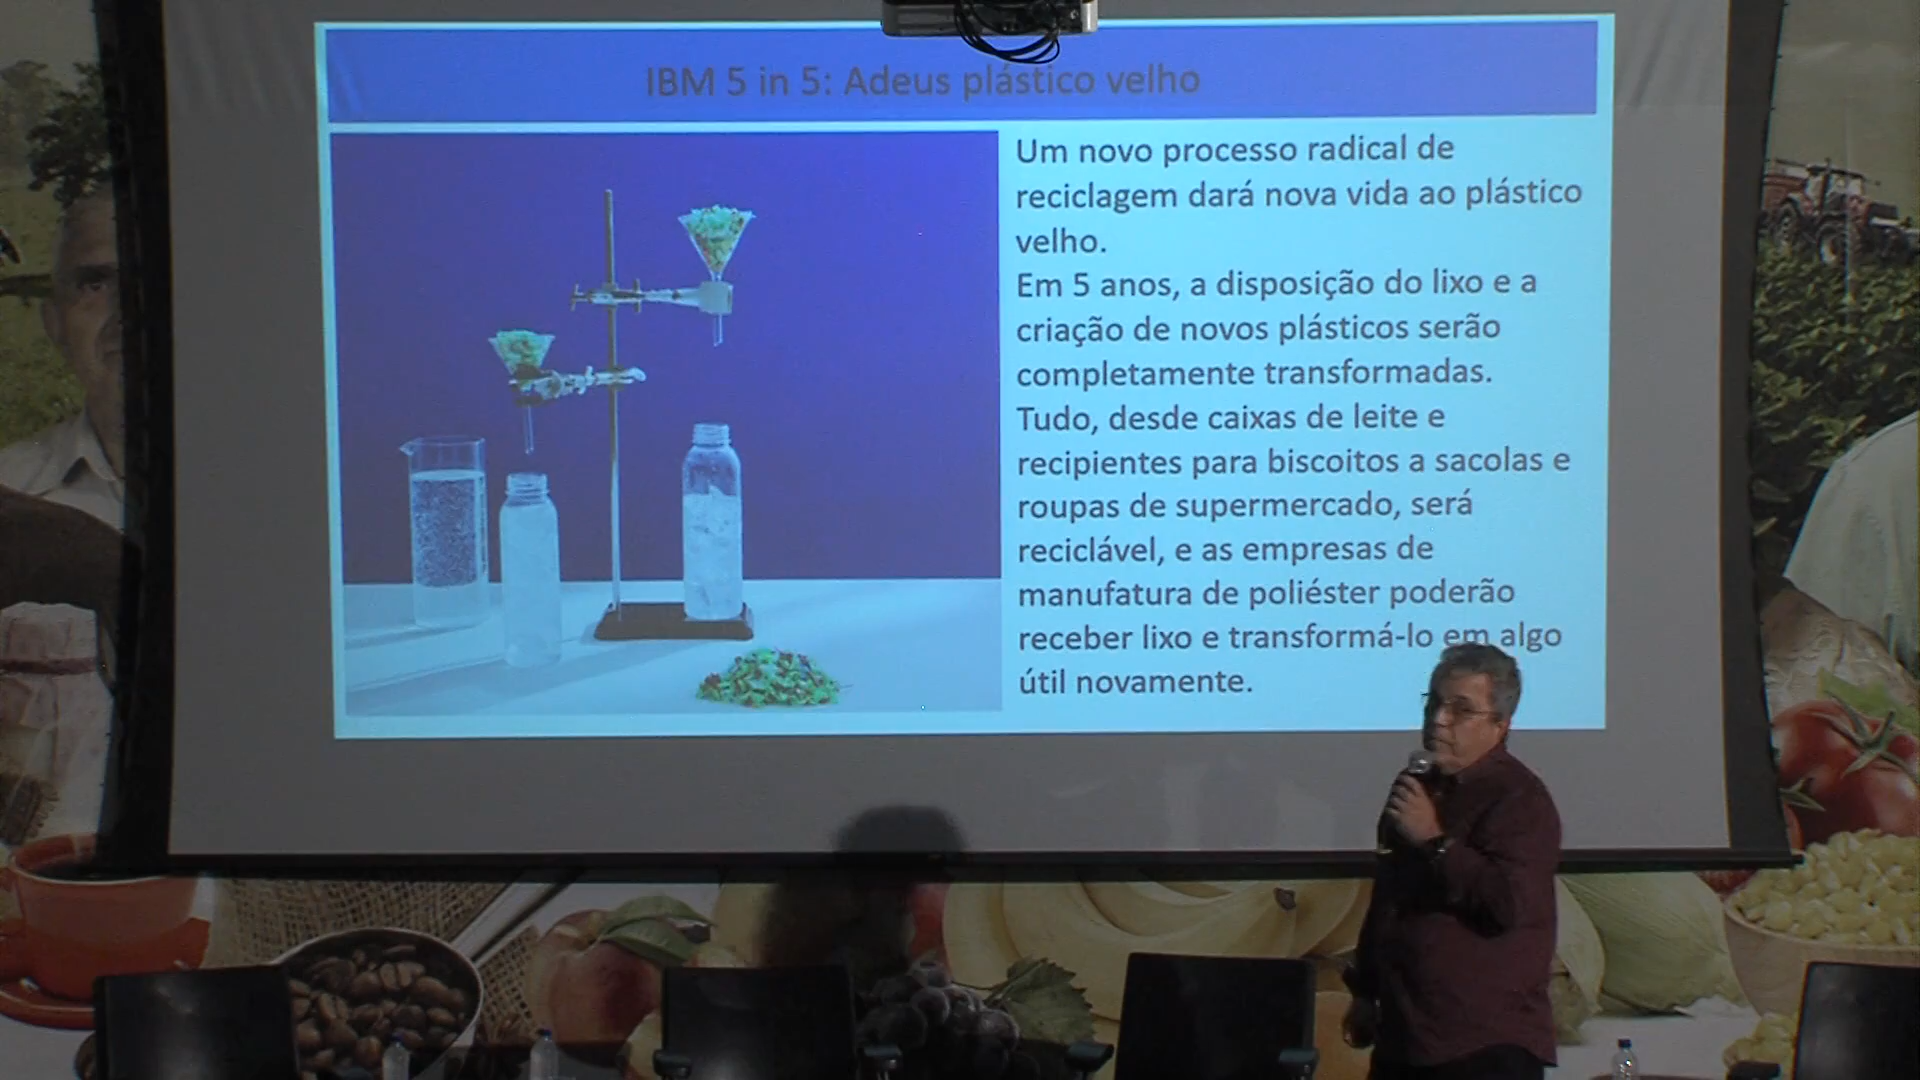 IBM 5 in 5: Adeus plástico velho
Um novo processo radical de
reciclagem dará nova vida ao plástico
velho.
Em 5 anos, a disposição do lixo e a
criação de novos plásticos serão
completamente transformadas.
Tudo, desde caixas de leite e
recipientes para biscoitos a sacolas e
roupas de supermercado, será
reciclável, e as empresas de
manufatura de poliéster poderão
receber lixo e transformá-lo em algo
útil novamente.